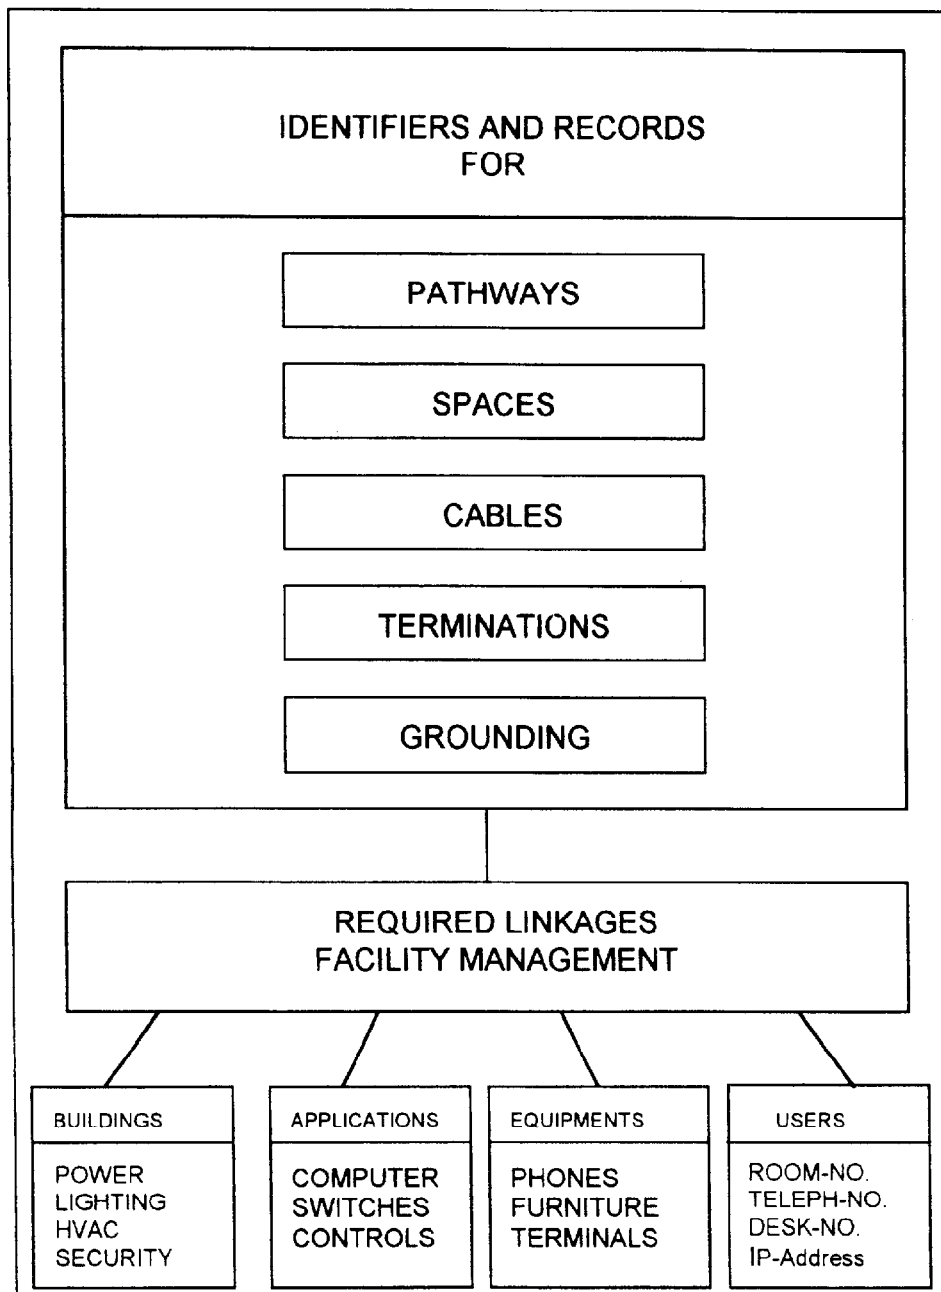 IDENTIFIERS AND RECORDS
FOR
PATHWAYS
SPACES
CABLES
TERMINATIONS
GROUNDING
REQUIRED LINKAGES
FACILITY MANAGEMENT
BUILDINGS
POWER
LIGHTING
HVAC
SECURITY
APPLICATIONS
COMPUTER
SWITCHES
CONTROLS
EQUIPMENTS
PHONES
FURNITURE
TERMINALS
USERS
ROOM-NO.
TELEPH-NO.
DESK-NO.
IP-Address